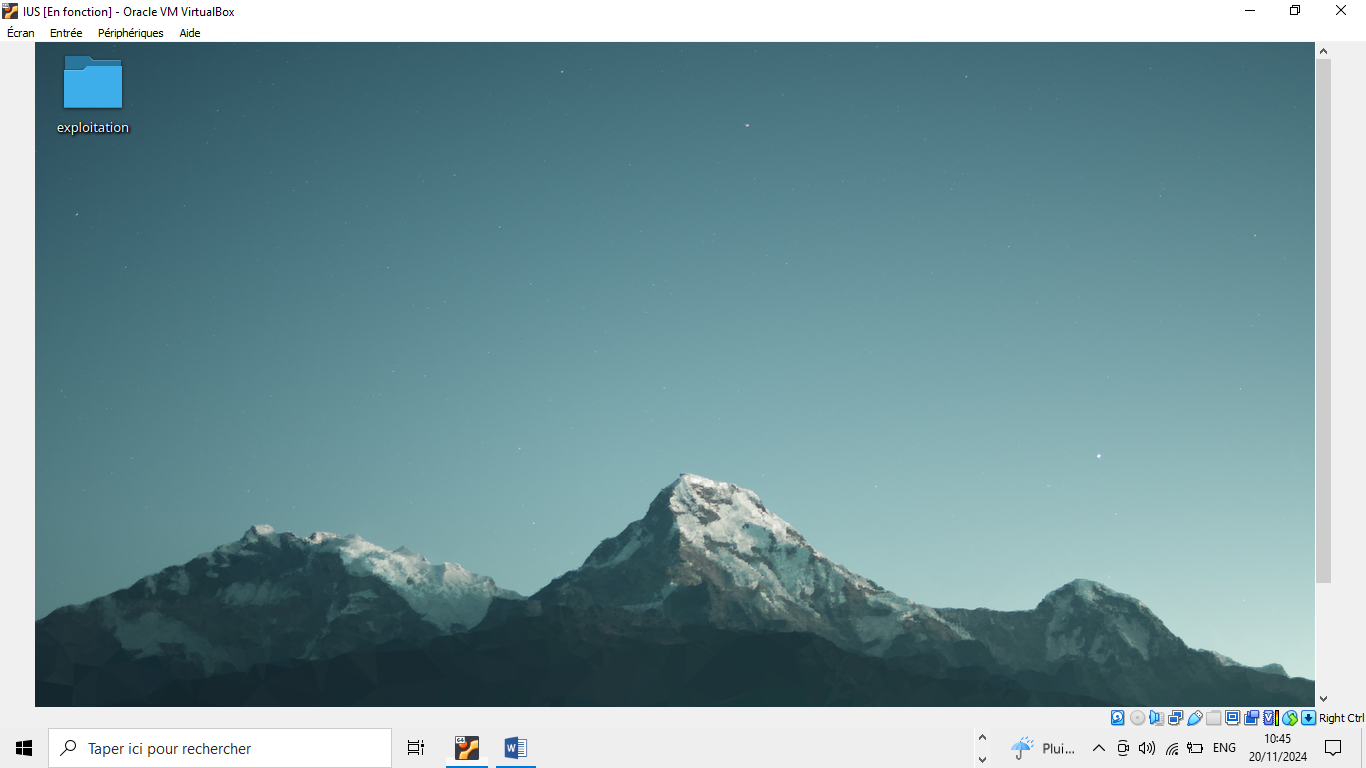 IUS [En fonction] - Oracle VM VirtualBox
Écran Entrée Périphériques Aide
exploitation
Right Ctrl
Taper ici pour rechercher
Plui...
ENG
10:45
20/11/2024